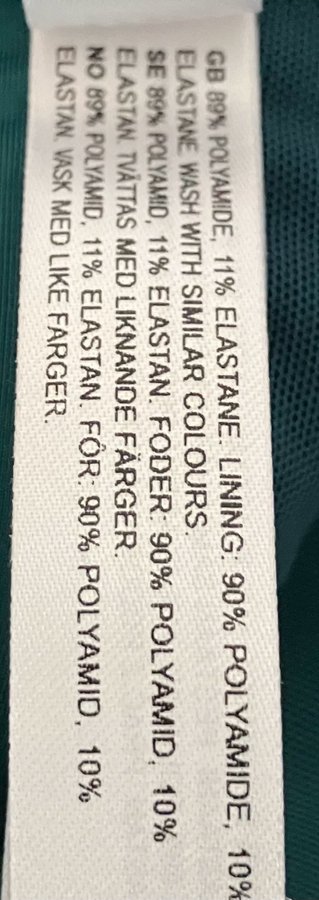 GB 89% POLYAMIDE, 11% ELASTANE. LINING: 90% POLYAMIDE, 10%
ELASTANE. WASH WITH SIMILAR COLOURS.
SE 89% POLYAMID, 11% ELASTAN. FODER: 90% POLYAMID, 10%
ELASTAN. TVÄTTAS MED LIKNANDE FÄRGER.
NO 89% POLYAMID, 11% ELASTAN. FÔR: 90% POLYAMID, 10%
ELASTAN. VASK MED LIKE FARGER.